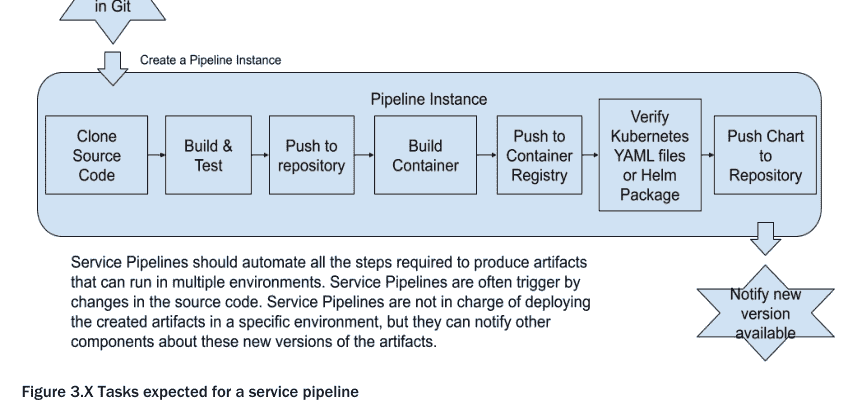 in Git
Create a Pipeline Instance
Pipeline Instance
Clone
Source
Code
Build &
Test
Push to
repository
Build
Container
Push to
Container
Registry
Verify
Kubernetes
YAML files
or Helm
Package
Push Chart
to
Repository
Service Pipelines should automate all the steps required to produce artifacts
that can run in multiple environments. Service Pipelines are often trigger by
changes in the source code. Service Pipelines are not in charge of deploying
the created artifacts in a specific environment, but they can notify other
components about these new versions of the artifacts.
Notify new
version
available
Figure 3.X Tasks expected for a service pipeline